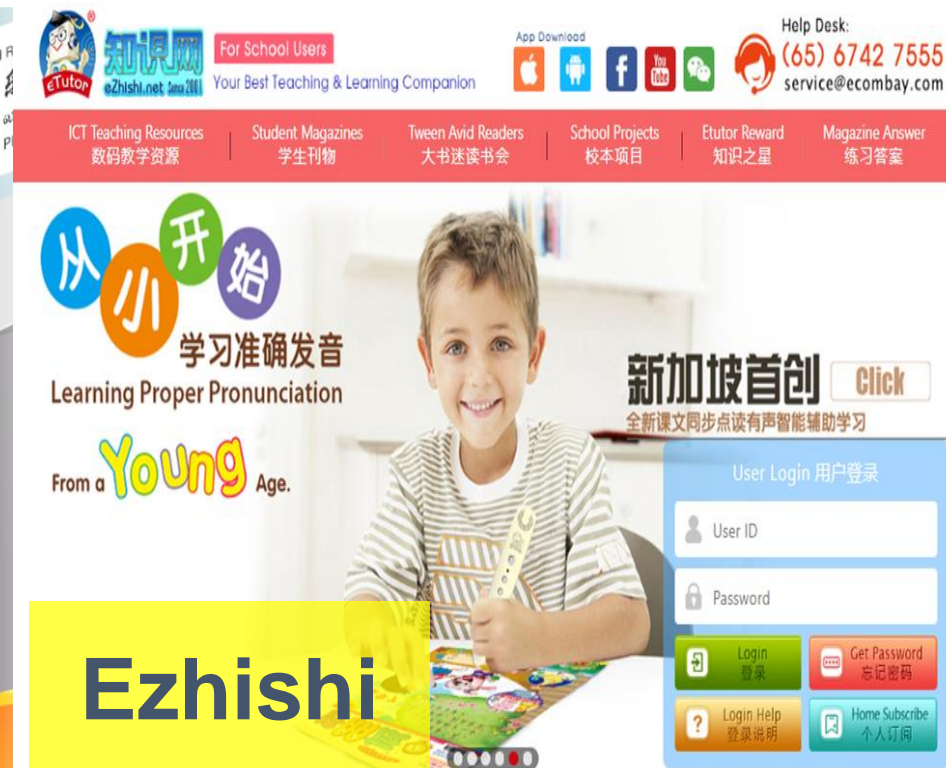 知识网
eTutor
eZhishi.net Since 2001
For School Users
Your Best Teaching & Learning Companion
App Download
You Tube
Help Desk:
(65) 6742 7555
service@ecombay.com
ICT Teaching Resources
数码教学资源
Student Magazines
学生刊物
Tween Avid Readers
大书迷读书会
School Projects
校本项目
Etutor Reward
知识之星
Magazine Answer
练习答案
从小开始
学习准确发音
Learning Proper Pronunciation
From a Young Age.
新加坡首创
Click
全新课文同步点读有声智能辅助学习
User Login 用户登录
User ID
Password
Login
登录
Get Password
忘记密码
Login Help
登录说明
Home Subscribe
个人订阅
Ezhishi